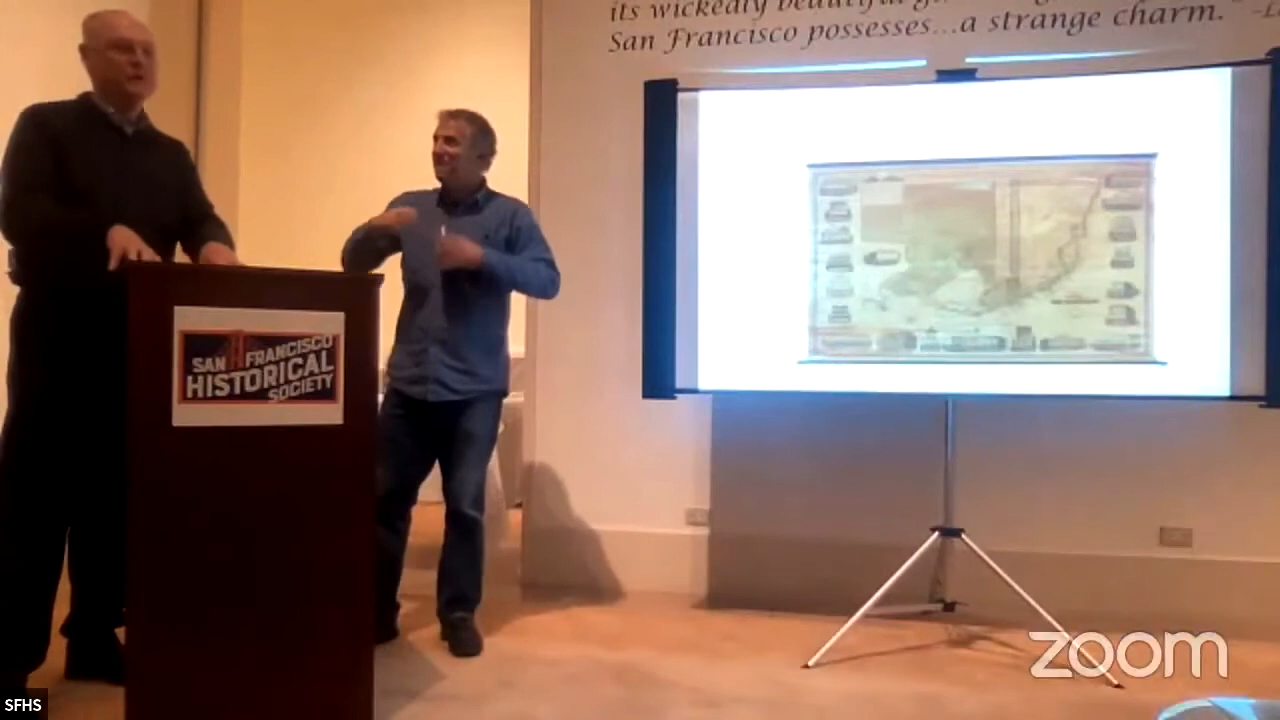 its wickedly beautiful
San Francisco possesses...a strange charm.
SAN FRANCISCO
HISTORICAL
SOCIETY
zoom
SFHS